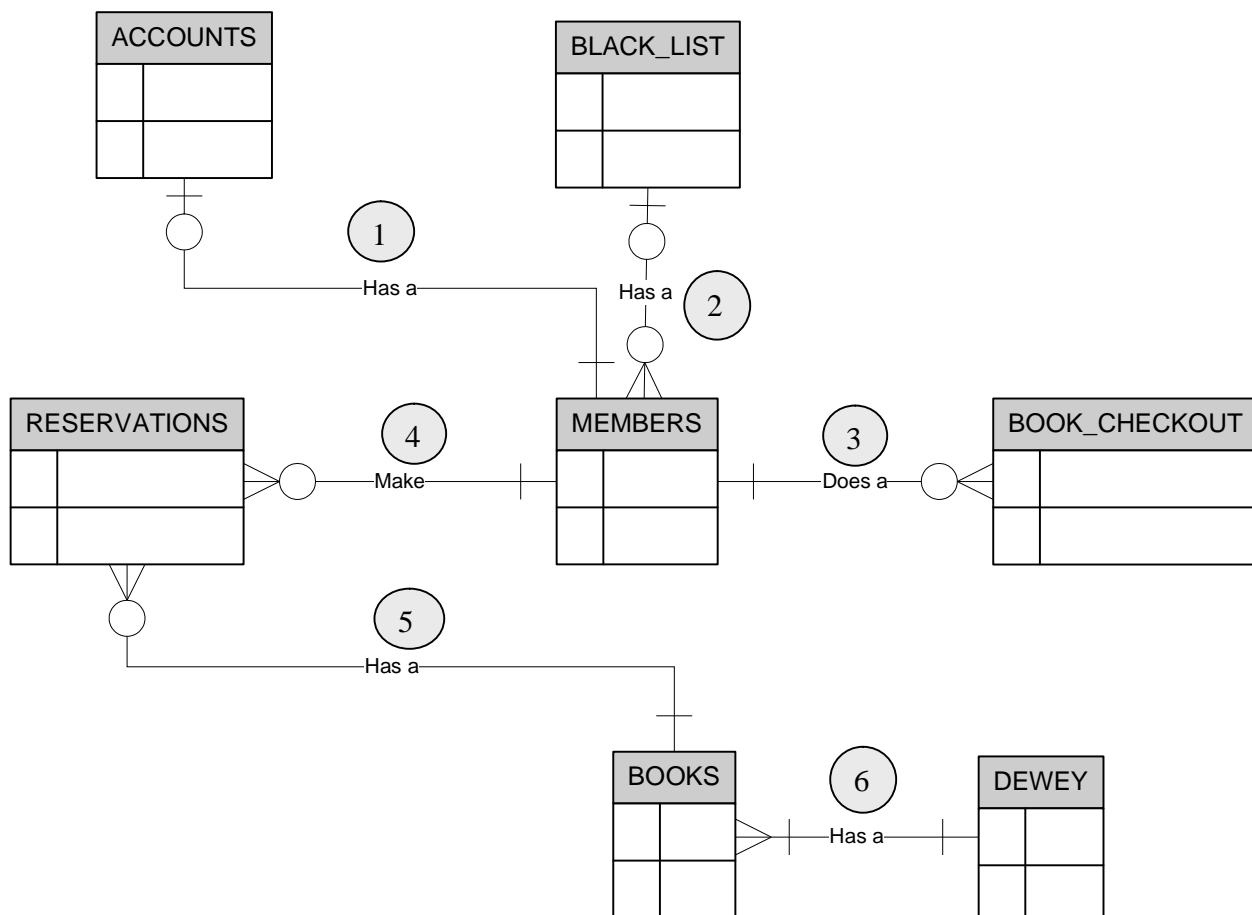 ACCOUNTS
BLACK_LIST
1
Has a
Has a
2
RESERVATIONS
4
Make
MEMBERS
3
Does a
BOOK_CHECKOUT
5
Has a
BOOKS
6
Has a
DEWEY